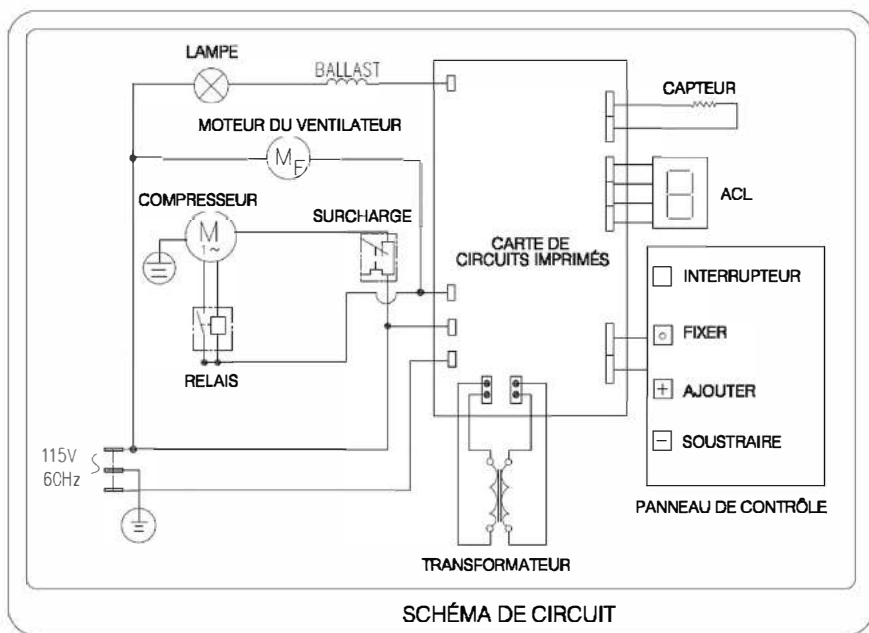 LAMPE
BALLAST
MOTEUR DU VENTILATEUR
M_F
COMPRESSEUR
M
1~
SURCHARGE
RELAIS
115V
60Hz
CAPTEUR
ACL
CARTE DE
CIRCUITS IMPRIMÉS
INTERRUPTEUR
FIXER
+ AJOUTER
− SOUSTRAIRE
PANNEAU DE CONTRÔLE
TRANSFORMATEUR
SCHÉMA DE CIRCUIT